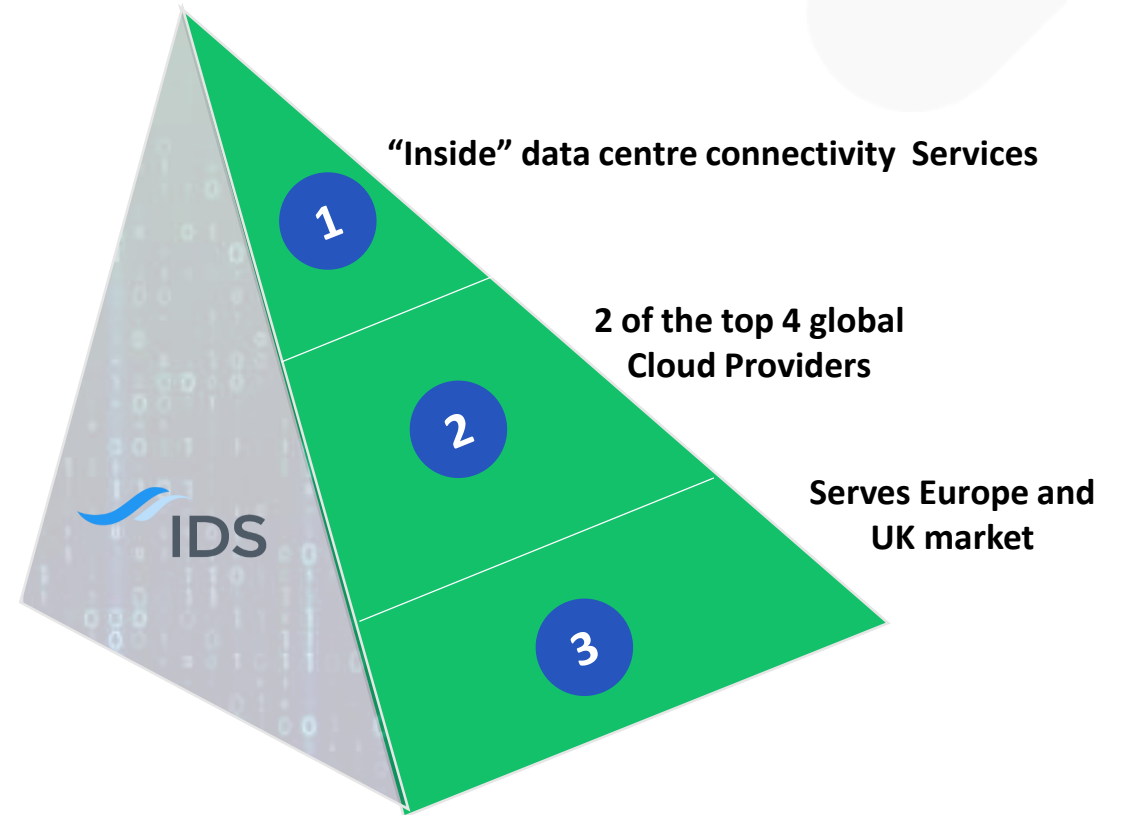 “Inside” data centre connectivity  Services
1
2 of the top 4 global
Cloud Providers
2
Serves Europe and
UK market
IDS
3